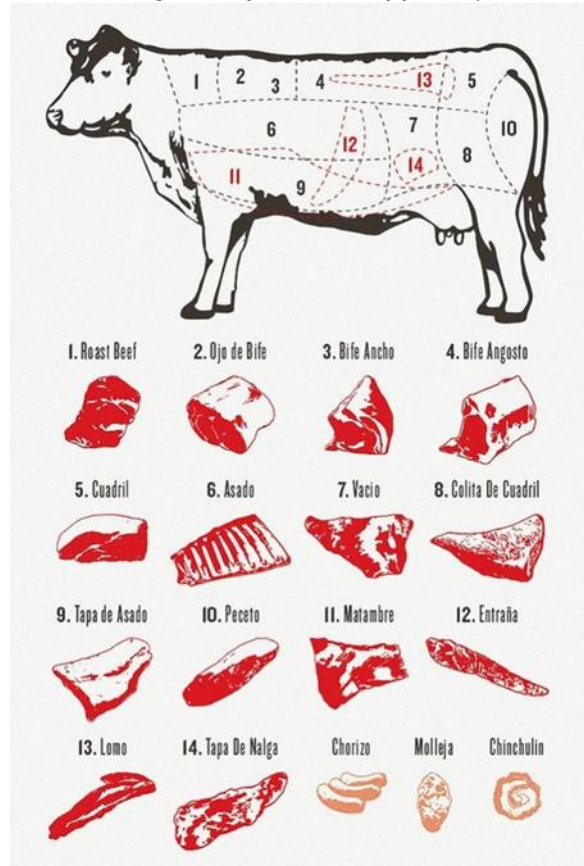 1
2
3
4
13
5
6
7
10
12
8
11
14
9
1. Roast Beef
2. Ojo de Bife
3. Bife Ancho
4. Bife Angosto
5. Cuadril
6. Asado
7. Vacio
8. Colita De Cuadril
9. Tapa de Asado
10. Peceto
11. Matambre
12. Entraña
13. Lomo
14. Tapa De Nalga
Chorizo
Molleja
Chinchulin